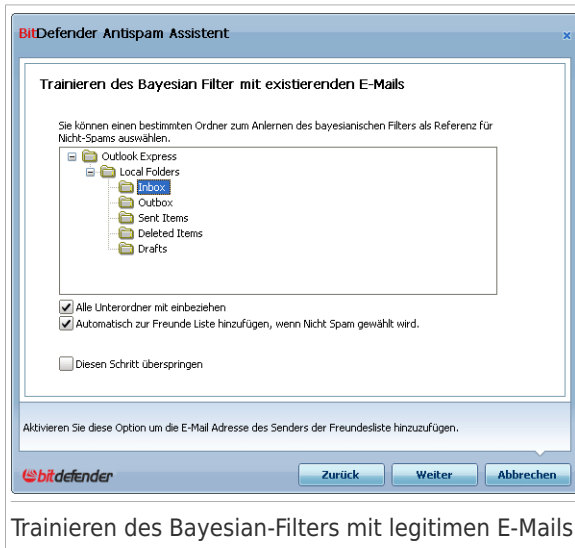 BitDefender Antispam Assistent
x
Trainieren des Bayesian Filter mit existierenden E-Mails
Sie können einen bestimmten Ordner zum Anlernen des bayesianischen Filters als Referenz für
Nicht-Spams auswählen.
Outlook Express
Local Folders
Inbox
Outbox
Sent Items
Deleted Items
Drafts
Alle Unterordner mit einbeziehen
Automatisch zur Freunde Liste hinzufügen, wenn Nicht Spam gewählt wird.
Diesen Schritt überspringen
Aktivieren Sie diese Option um die E-Mail Adresse des Senders der Freundesliste hinzuzufügen.
bitdefender
Zurück
Weiter
Abbrechen
Trainieren des Bayesian-Filters mit legitimen E-Mails